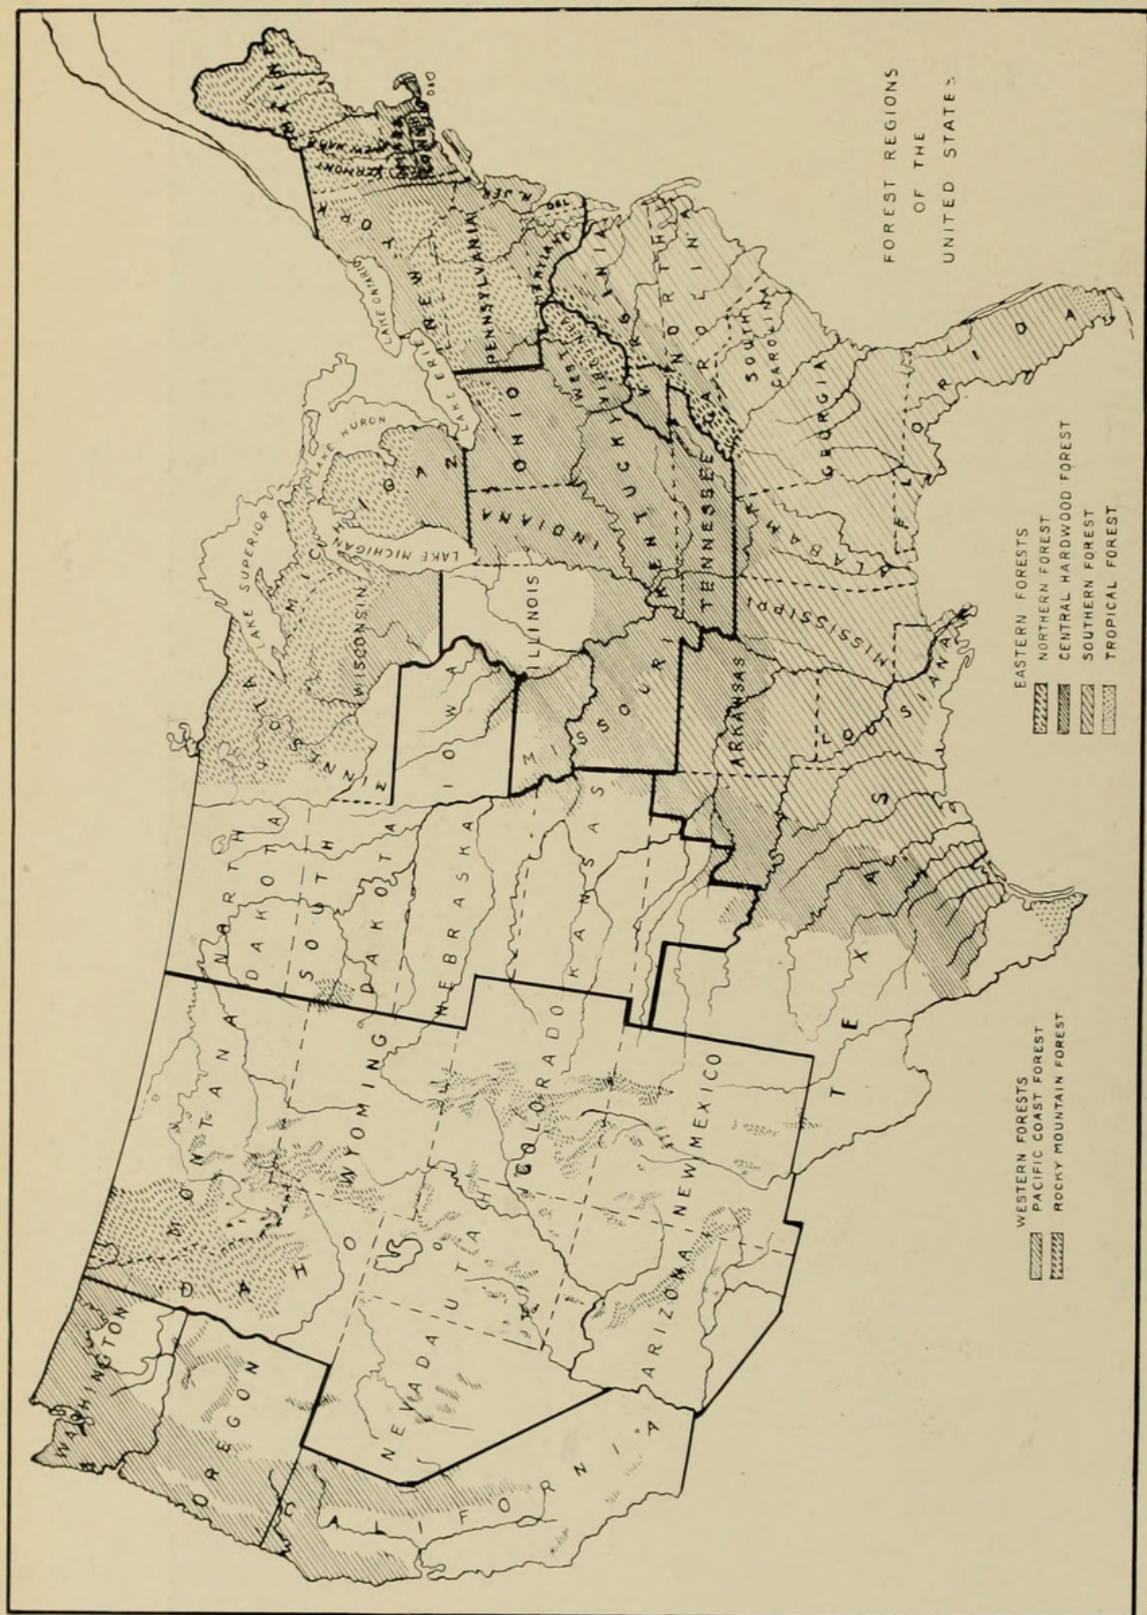 FOREST REGIONS
OF THE
UNITED STATES
WASHINGTON
OREGON
CALIFORNIA
NEVADA
IDAHO
MONTANA
WYOMING
UTAH
COLORADO
ARIZONA
NEW MEXICO
NORTH
DAKOTA
SOUTH
DAKOTA
NEBRASKA
KANSAS
TEXAS
MINNESOTA
IOWA
MISSOURI
ARKANSAS
LOUISIANA
WISCONSIN
ILLINOIS
MICHIGAN
INDIANA
OHIO
KENTUCKY
TENNESSEE
MISSISSIPPI
ALABAMA
GEORGIA
FLORIDA
SOUTH
CAROLINA
NORTH
CAROLINA
VIRGINIA
WEST
VIRGINIA
MARYLAND
DEL
N. JER
PENNSYLVANIA
NEW YORK
VERMONT
NEW HAMP
MAINE
MASS
CONN
LAKE SUPERIOR
LAKE MICHIGAN
LAKE HURON
LAKE ERIE
LAKE ONTARIO
WESTERN FORESTS
PACIFIC COAST FOREST
ROCKY MOUNTAIN FOREST
EASTERN FORESTS
NORTHERN FOREST
CENTRAL HARDWOOD FOREST
SOUTHERN FOREST
TROPICAL FOREST